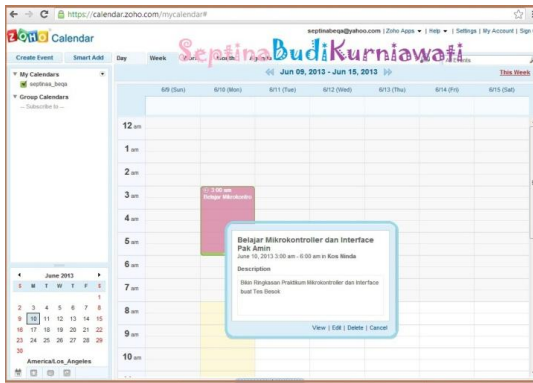 https://calendar.zoho.com/mycalendar#
septinabeqa@yahoo.com | Zoho Apps | Help | Settings | My Account | Sign
ZOHO Calendar
SeptinaBudiKurniawati
Create Event Smart Add Day Week
Jun 09, 2013 - Jun 15, 2013
This Week
My Calendars
septinas_beqa
Group Calendars
-- Subscribe to --
6/9 (Sun) 6/10 (Mon) 6/11 (Tue) 6/12 (Wed) 6/13 (Thu) 6/14 (Fri) 6/15 (Sat)
12 am
1 am
2 am
3 am
3:00 am
Belajar Mikrokontro
4 am
5 am
6 am
7 am
8 am
9 am
10 am
Belajar Mikrokontroller dan Interface
Pak Amin
June 10, 2013 3:00 am - 6:00 am in Kos Ninda
Description
Bikin Ringkasan Praktikum Mikrokontroller dan Interface
buat Tes Besok
View | Edit | Delete | Cancel
June 2013
S M T W T F S
1
2 3 4 5 6 7 8
9 10 11 12 13 14 15
16 17 18 19 20 21 22
23 24 25 26 27 28 29
30
America/Los_Angeles